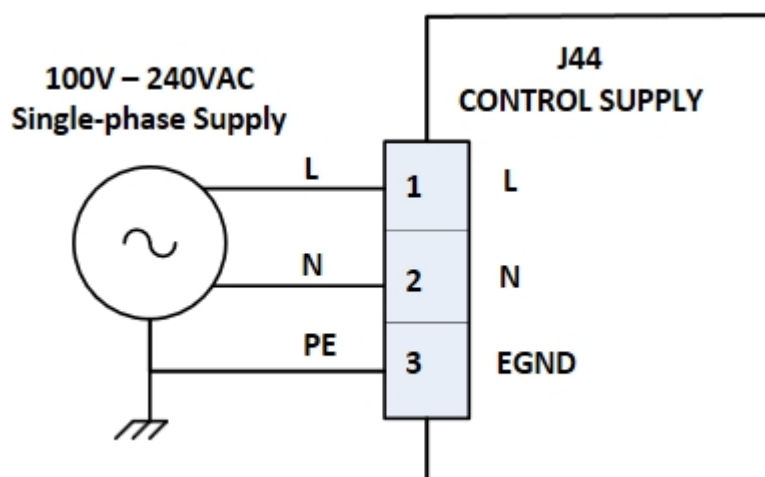 100V – 240VAC
Single-phase Supply
J44
CONTROL SUPPLY
L
1
L
N
2
N
PE
3
EGND